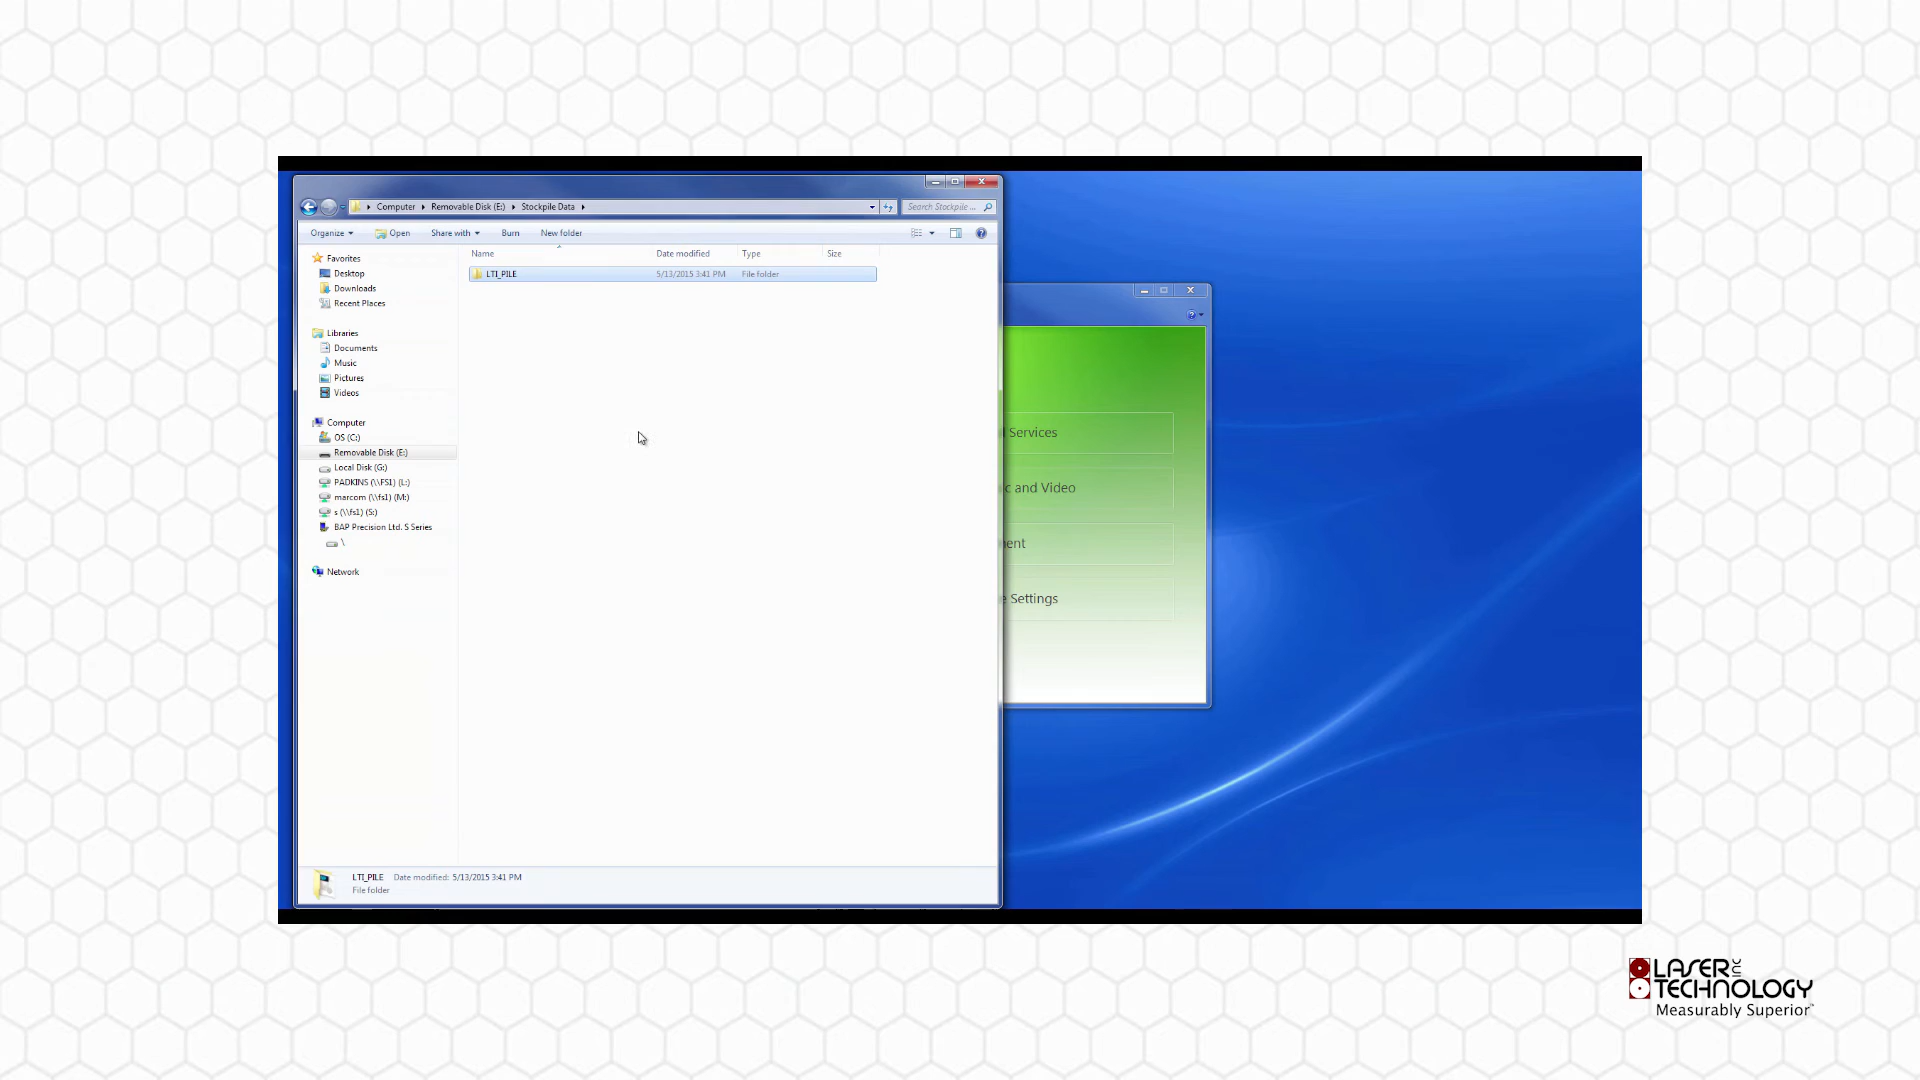 Computer Removable Disk (E:) Stockpile Data
Search Stockpile ...
Organize Open Share with Burn New folder
Name Date modified Type Size
LTI_PILE 5/13/2015 3:41 PM File folder
Favorites
Desktop
Downloads
Recent Places
Libraries
Documents
Music
Pictures
Videos
Computer
OS (C:)
Removable Disk (E:)
Local Disk (G:)
PADKINS (\\FS1) (L:)
marcom (\\fs1) (M:)
s (\\fs1) (S:)
BAP Precision Ltd. S Series
\
Network
Services
and Video
Settings
LTI_PILE Date modified: 5/13/2015 3:41 PM
File folder
LASER INC
TECHNOLOGY
Measurably Superior™